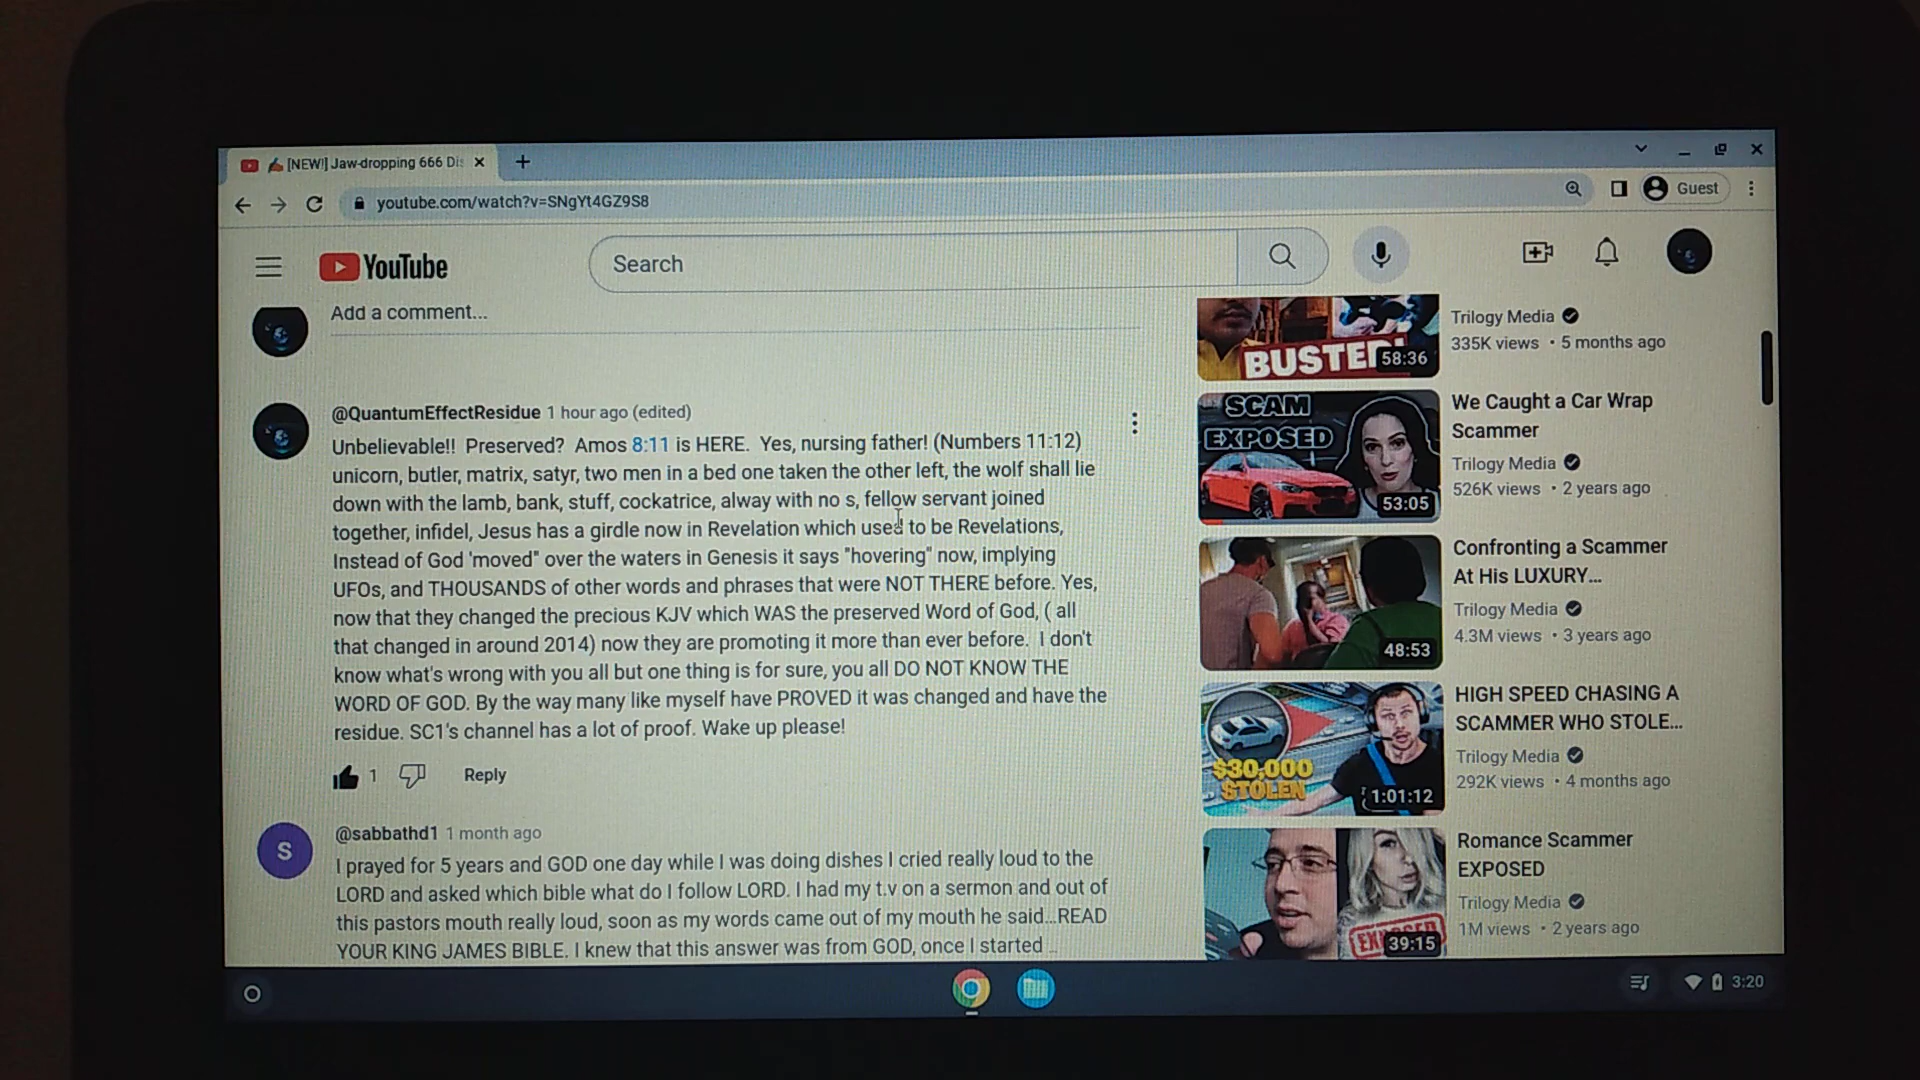 [NEW!] Jaw-dropping 666 Dis
youtube.com/watch?v=SNgYt4GZ9S8
Guest
YouTube
Search
Add a comment...
@QuantumEffectResidue 1 hour ago (edited)
Unbelievable!! Preserved? Amos 8:11 is HERE. Yes, nursing father! (Numbers 11:12)
unicorn, butler, matrix, satyr, two men in a bed one taken the other left, the wolf shall lie
down with the lamb, bank, stuff, cockatrice, alway with no s, fellow servant joined
together, infidel, Jesus has a girdle now in Revelation which used to be Revelations,
Instead of God 'moved" over the waters in Genesis it says "hovering" now, implying
UFOs, and THOUSANDS of other words and phrases that were NOT THERE before. Yes,
now that they changed the precious KJV which WAS the preserved Word of God, ( all
that changed in around 2014) now they are promoting it more than ever before. I don't
know what's wrong with you all but one thing is for sure, you all DO NOT KNOW THE
WORD OF GOD. By the way many like myself have PROVED it was changed and have the
residue. SC1's channel has a lot of proof. Wake up please!
1
Reply
S
@sabbathd1 1 month ago
I prayed for 5 years and GOD one day while I was doing dishes I cried really loud to the
LORD and asked which bible what do I follow LORD. I had my t.v on a sermon and out of
this pastors mouth really loud, soon as my words came out of my mouth he said...READ
YOUR KING JAMES BIBLE. I knew that this answer was from GOD, once I started ...
BUSTED!
58:36
Trilogy Media
335K views • 5 months ago
SCAM
EXPOSED
53:05
We Caught a Car Wrap
Scammer
Trilogy Media
526K views • 2 years ago
48:53
Confronting a Scammer
At His LUXURY...
Trilogy Media
4.3M views • 3 years ago
$30,000
STOLEN
1:01:12
HIGH SPEED CHASING A
SCAMMER WHO STOLE...
Trilogy Media
292K views • 4 months ago
EXPOSED
39:15
Romance Scammer
EXPOSED
Trilogy Media
1M views • 2 years ago
3:20